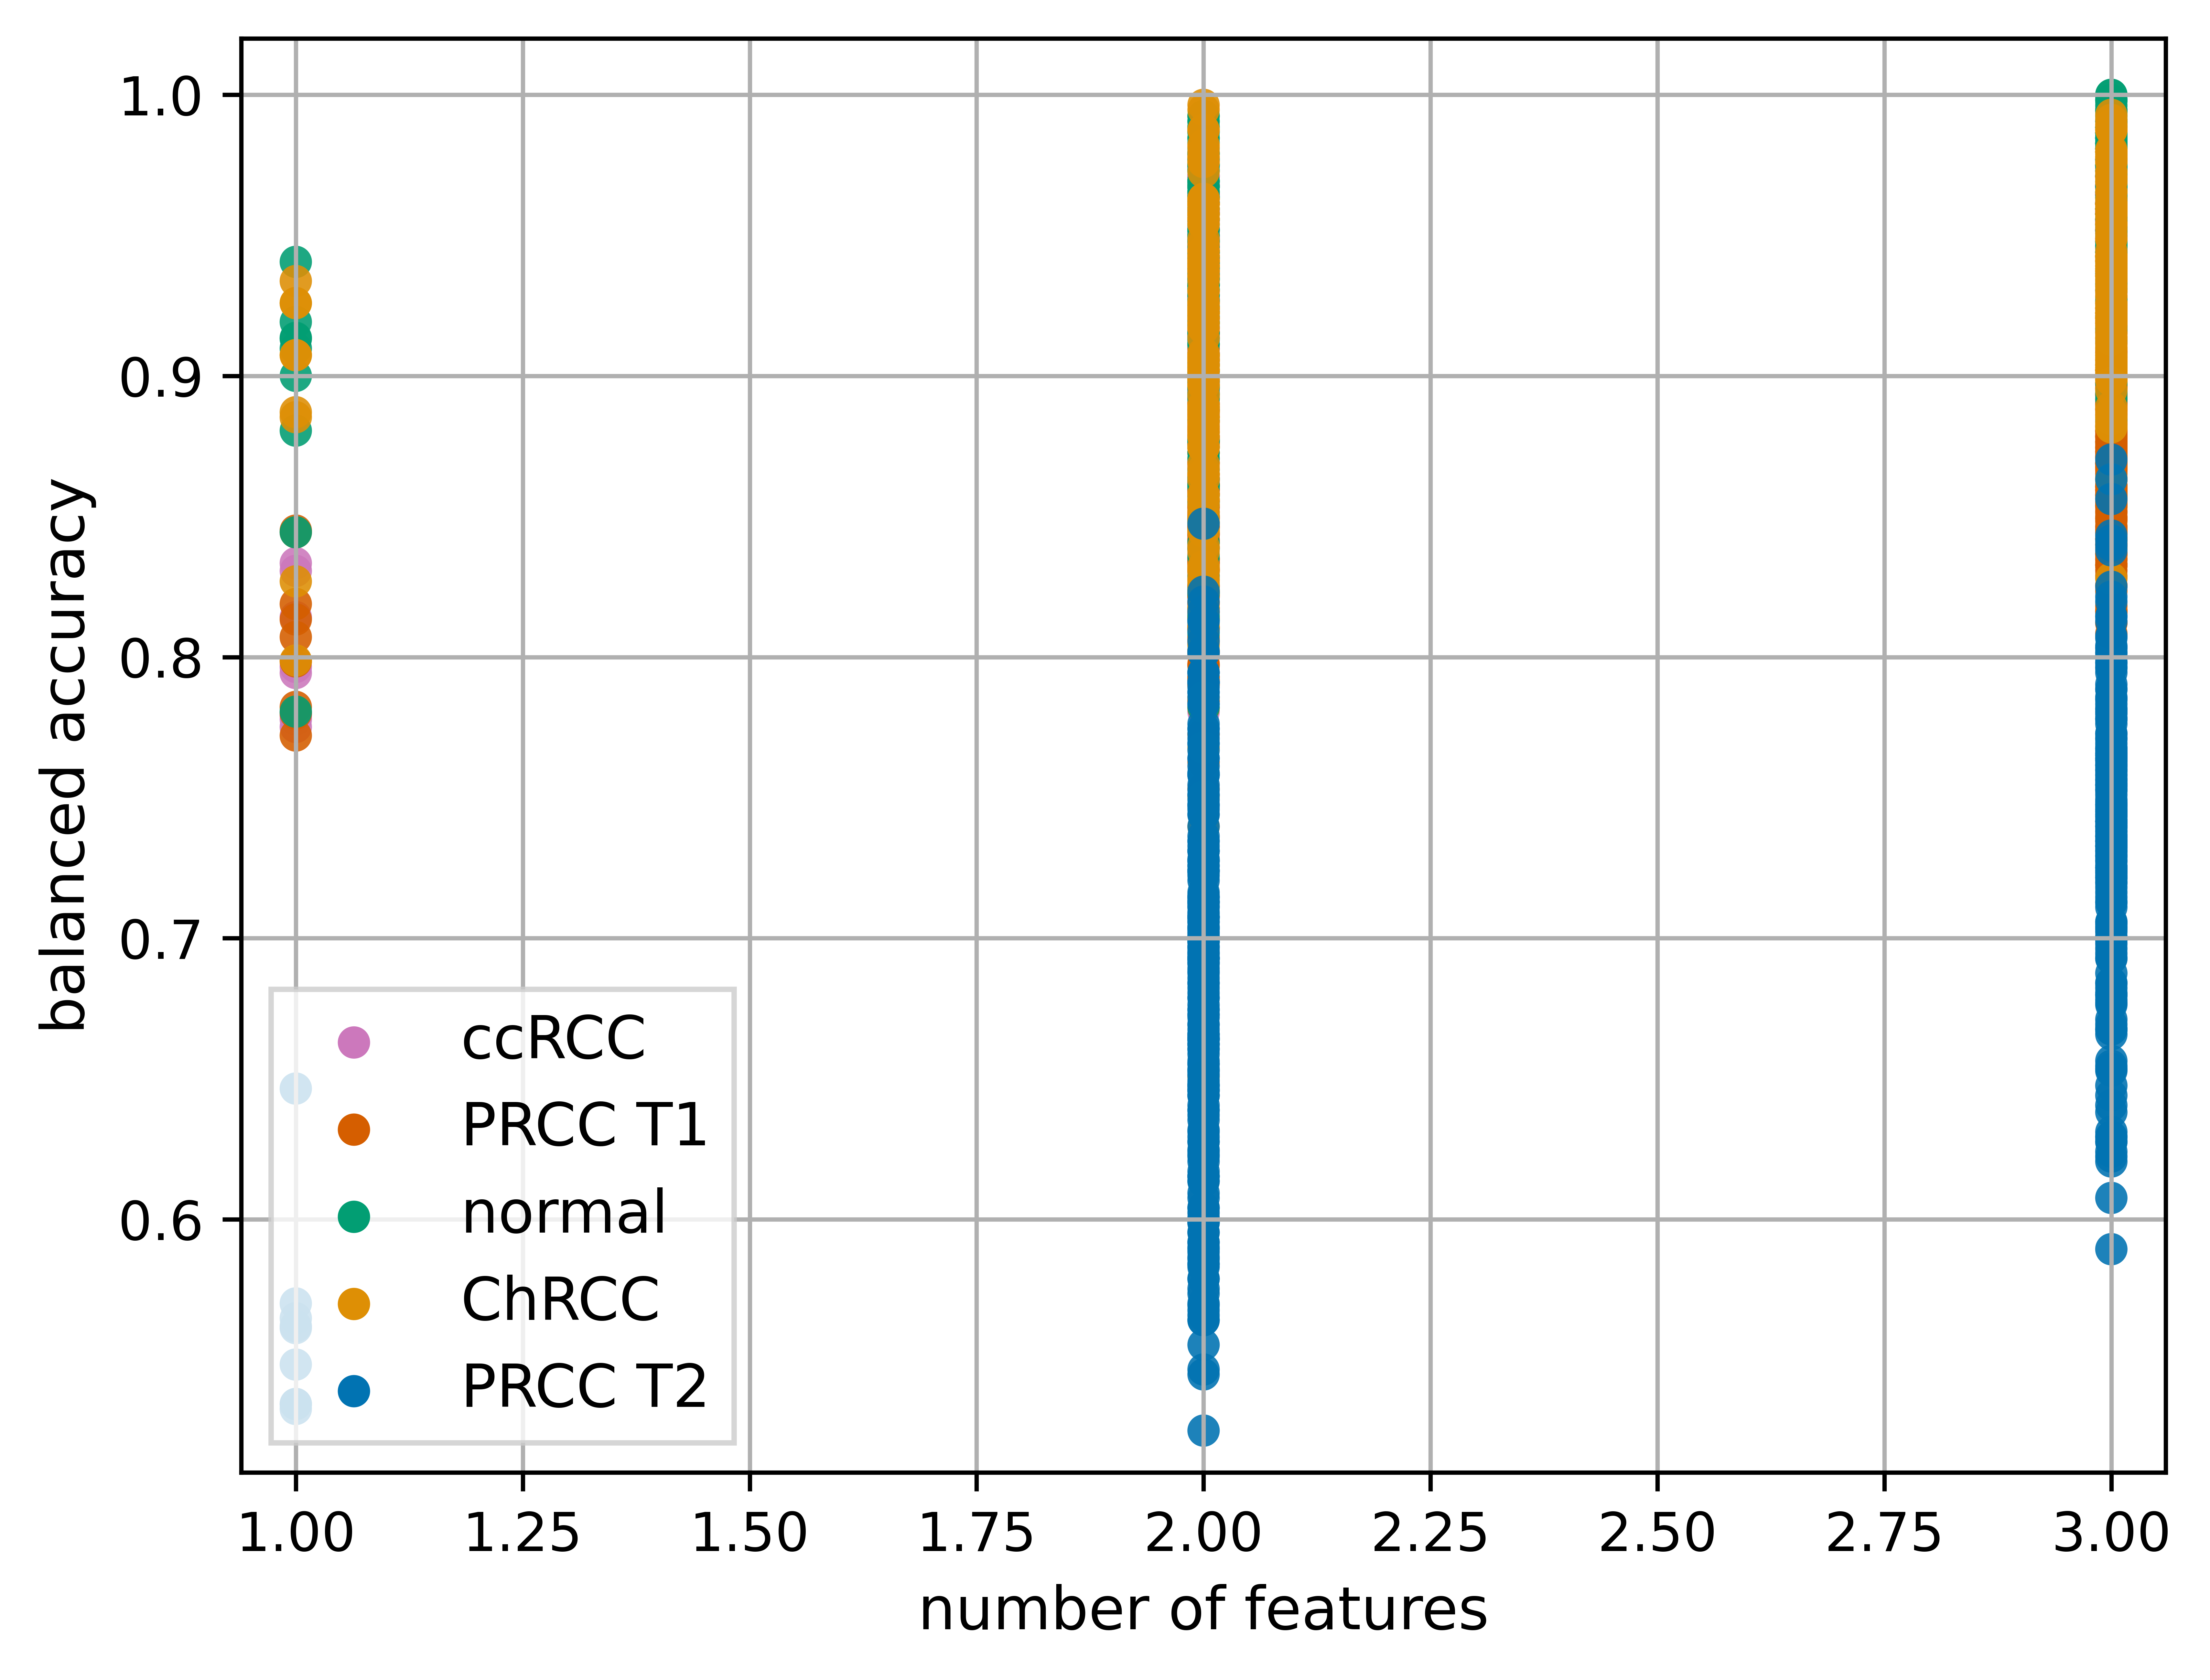 1.0
0.9
0.8
0.7
0.6
balanced accuracy
ccRCC
PRCC T1
normal
ChRCC
PRCC T2
1.00 1.25 1.50 1.75 2.00 2.25 2.50 2.75 3.00
number of features